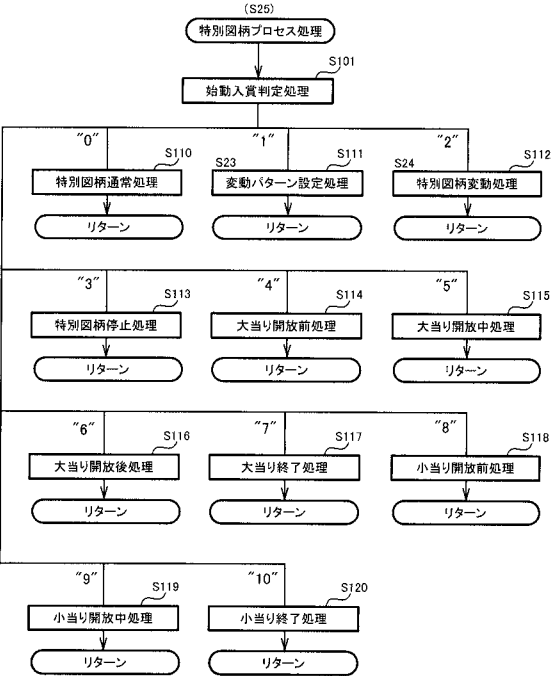 (S25)
特別図柄プロセス処理
S101
始動入賞判定処理
"0"
S110
特別図柄通常処理
リターン
"1"
S23
S111
変動パターン設定処理
リターン
"2"
S24
S112
特別図柄変動処理
リターン
"3"
S113
特別図柄停止処理
リターン
"4"
S114
大当り開放前処理
リターン
"5"
S115
大当り開放中処理
リターン
"6"
S116
大当り開放後処理
リターン
"7"
S117
大当り終了処理
リターン
"8"
S118
小当り開放前処理
リターン
"9"
S119
小当り開放中処理
リターン
"10"
S120
小当り終了処理
リターン